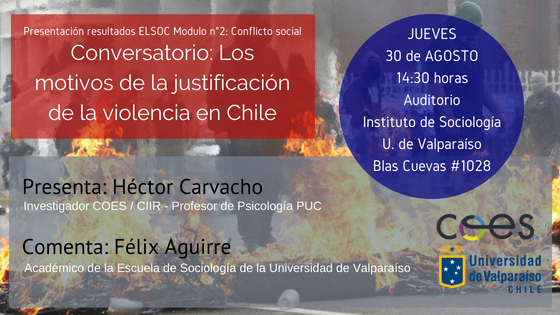 Presentación resultados ELSOC Modulo n°2: Conflicto social
Conversatorio: Los
motivos de la justificación
de la violencia en Chile
JUEVES
30 de AGOSTO
14:30 horas
Auditorio
Instituto de Sociología
U. de Valparaíso
Blas Cuevas #1028
Presenta: Héctor Carvacho
Investigador COES / CIIR - Profesor de Psicología PUC
Comenta: Félix Aguirre
Académico de la Escuela de Sociología de la Universidad de Valparaíso
coes.
Universidad
de Valparaíso
CHILE